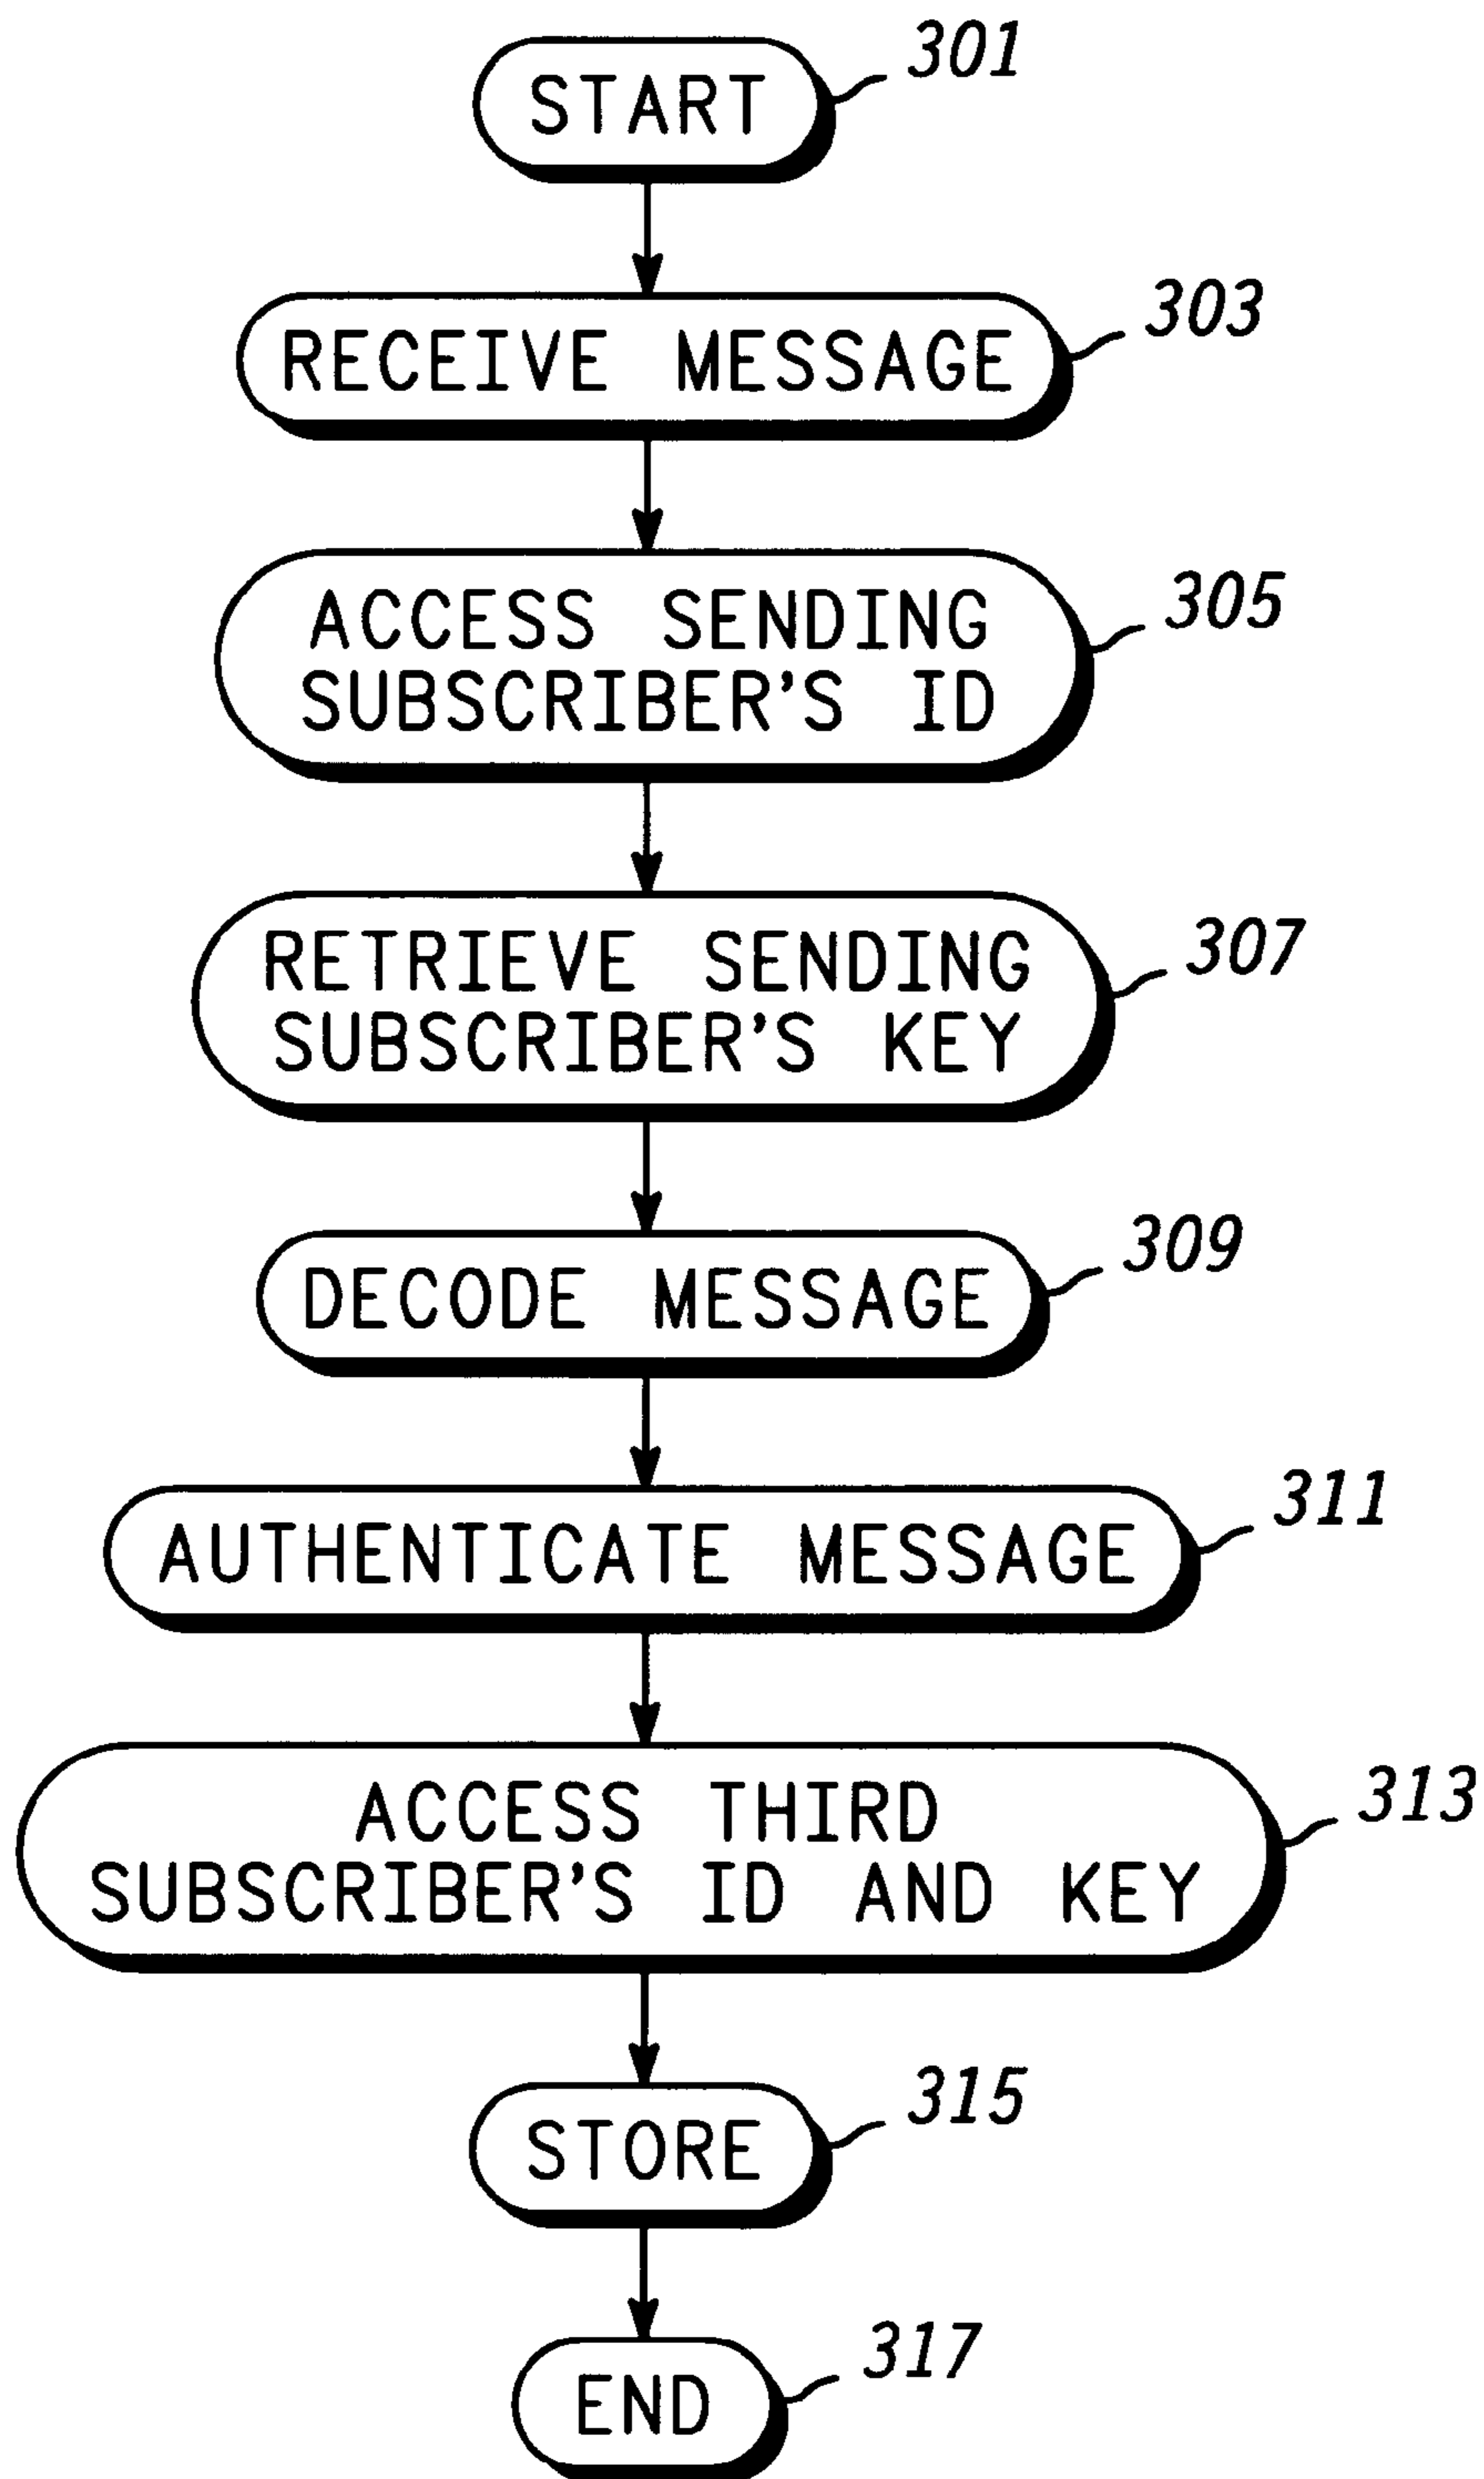 START
301
RECEIVE MESSAGE
303
ACCESS SENDING
SUBSCRIBER'S ID
305
RETRIEVE SENDING
SUBSCRIBER'S KEY
307
DECODE MESSAGE
309
AUTHENTICATE MESSAGE
311
ACCESS THIRD
SUBSCRIBER'S ID AND KEY
313
STORE
315
END
317